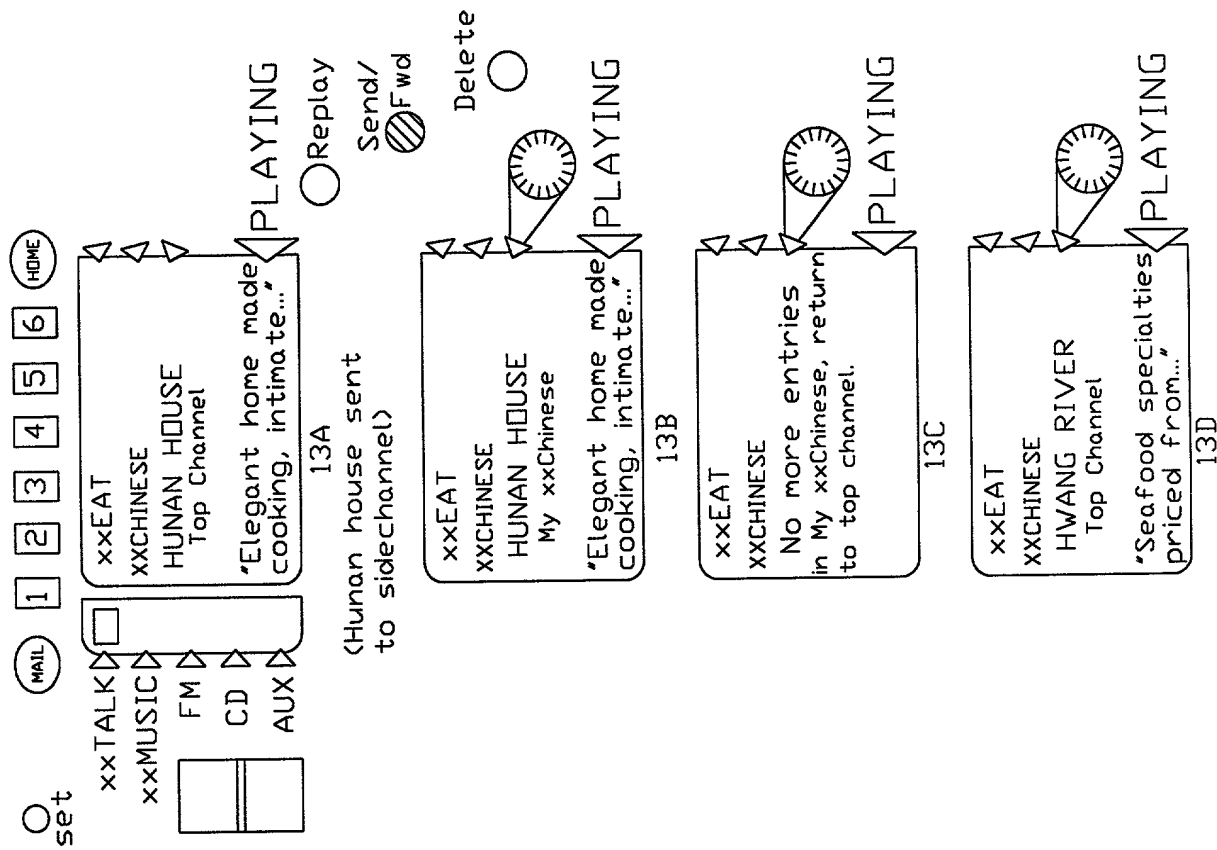 set
MAIL
1
2
3
4
5
6
HOME
xxTALK
xxMUSIC
FM
CD
AUX
xxEAT
xxCHINESE
HUNAN HOUSE
Top Channel
"Elegant home made
cooking, intimate..."
PLAYING
13A
(Hunan house sent
to sidechannel)
Replay
Send/
Fwd
Delete
xxEAT
xxCHINESE
HUNAN HOUSE
My xxChinese
"Elegant home made
cooking, intimate..."
PLAYING
13B
xxEAT
xxCHINESE
No more entries
in My xxChinese, return
to top channel.
PLAYING
13C
xxEAT
xxCHINESE
HWANG RIVER
Top Channel
"Seafood specialties
priced from..."
PLAYING
13D